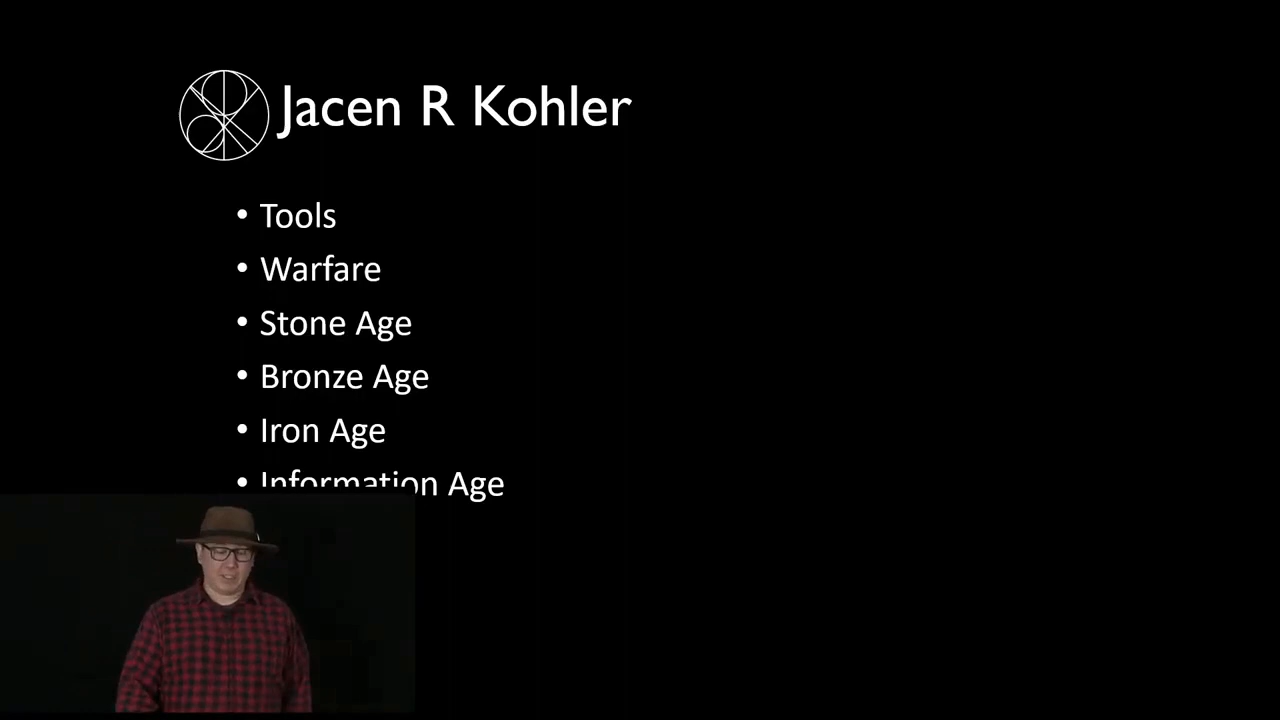 Jacen R Kohler
• Tools
• Warfare
• Stone Age
• Bronze Age
• Iron Age
• Information Age